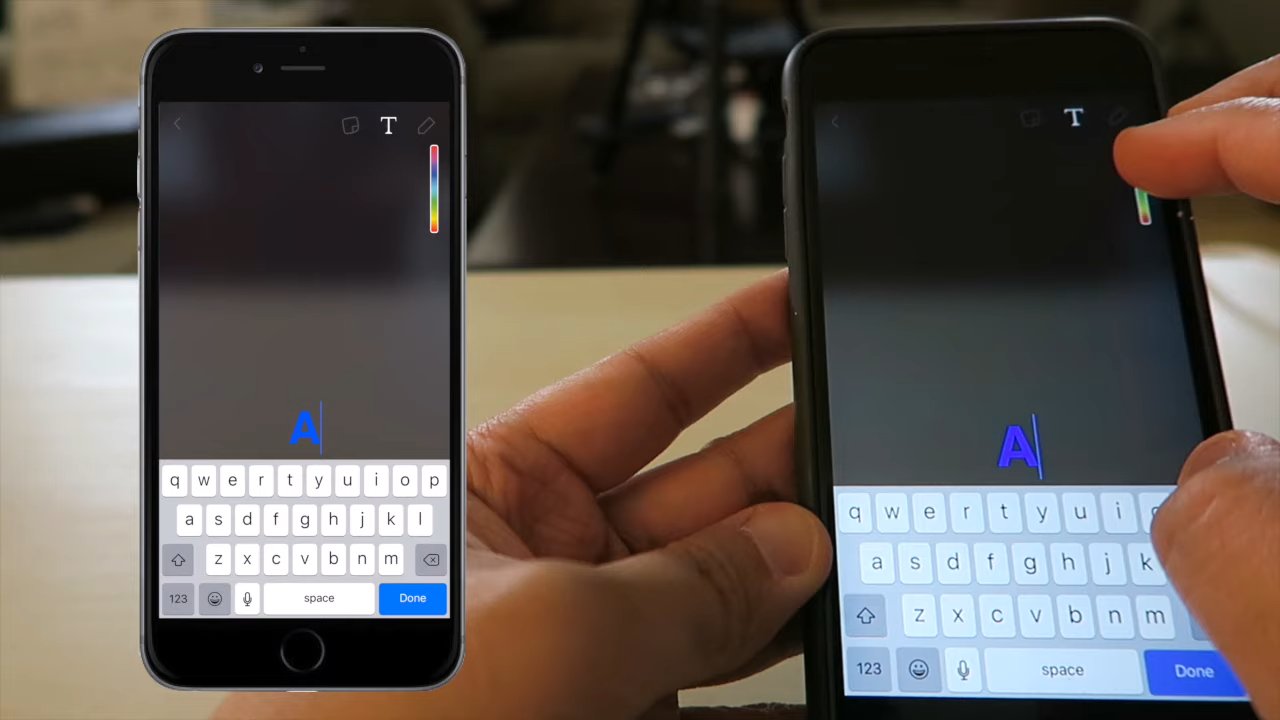 T
A
q w e r t y u i o p
a s d f g h j k l
z x c v b n m
123 space Done
T
A
q w e r t y u i
a s d f g h j k
z x c v b n m
123 space Done